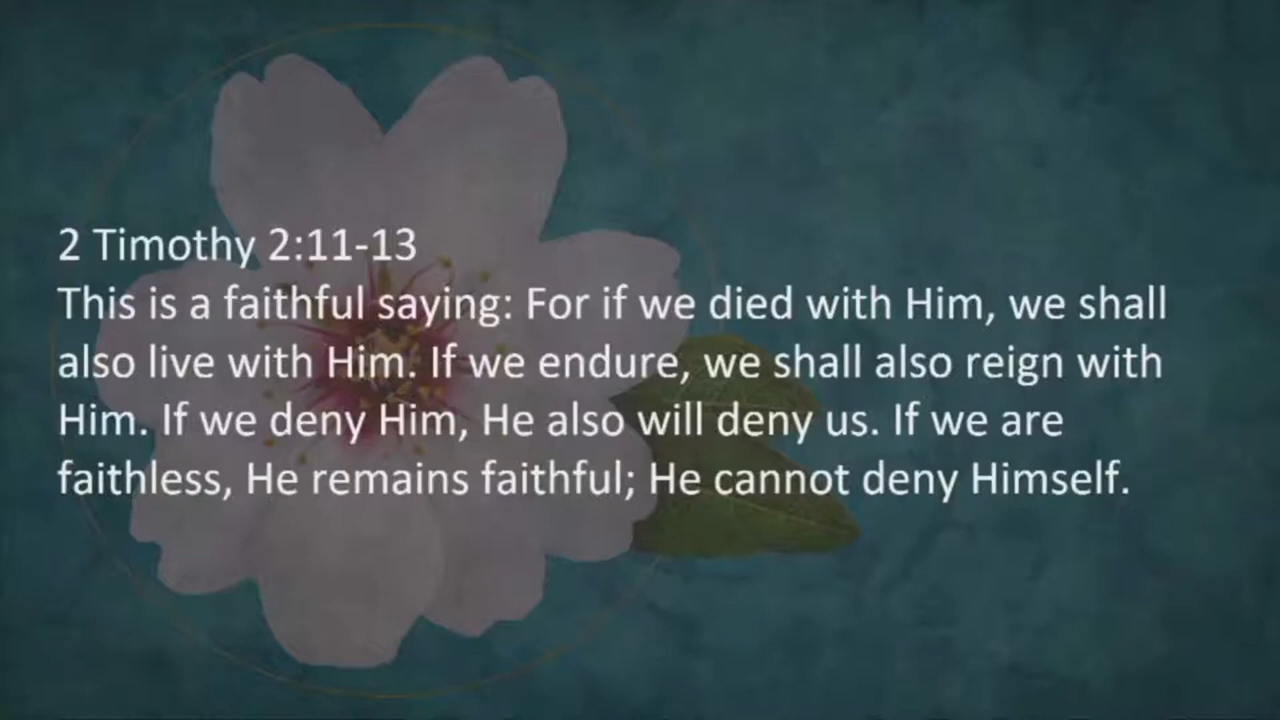 2 Timothy 2:11-13
This is a faithful saying: For if we died with Him, we shall
also live with Him. If we endure, we shall also reign with
Him. If we deny Him, He also will deny us. If we are
faithless, He remains faithful; He cannot deny Himself.